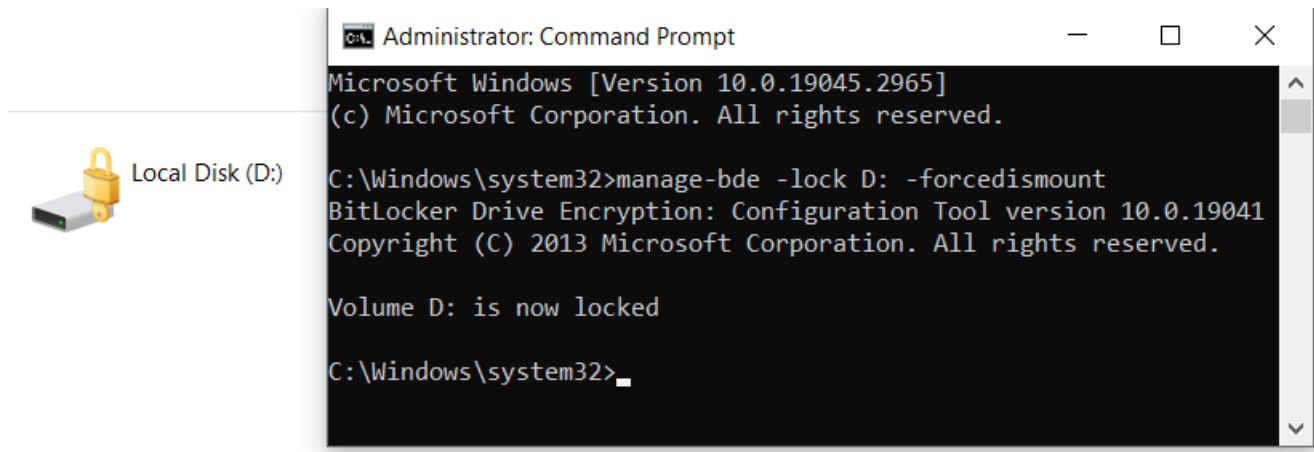 Administrator: Command Prompt
Microsoft Windows [Version 10.0.19045.2965]
(c) Microsoft Corporation. All rights reserved.
Local Disk (D:)
C:\Windows\system32>manage-bde -lock D: -forcedismount
BitLocker Drive Encryption: Configuration Tool version 10.0.19041
Copyright (C) 2013 Microsoft Corporation. All rights reserved.
Volume D: is now locked
C:\Windows\system32>